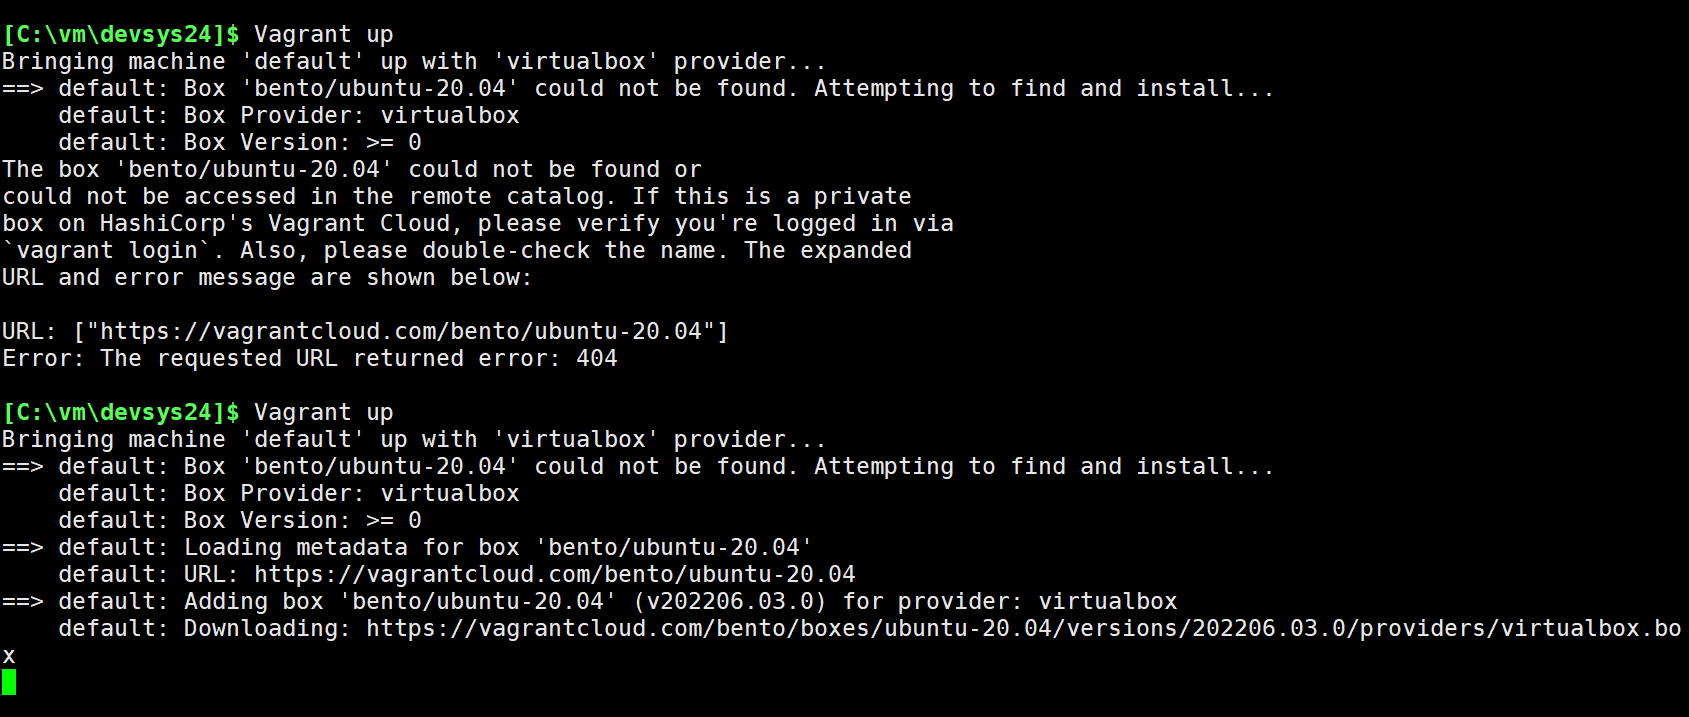 [C:\vm\devsys24]$ Vagrant up
Bringing machine 'default' up with 'virtualbox' provider...
==> default: Box 'bento/ubuntu-20.04' could not be found. Attempting to find and install...
    default: Box Provider: virtualbox
    default: Box Version: >= 0
The box 'bento/ubuntu-20.04' could not be found or
could not be accessed in the remote catalog. If this is a private
box on HashiCorp's Vagrant Cloud, please verify you're logged in via
`vagrant login`. Also, please double-check the name. The expanded
URL and error message are shown below:

URL: ["https://vagrantcloud.com/bento/ubuntu-20.04"]
Error: The requested URL returned error: 404

[C:\vm\devsys24]$ Vagrant up
Bringing machine 'default' up with 'virtualbox' provider...
==> default: Box 'bento/ubuntu-20.04' could not be found. Attempting to find and install...
    default: Box Provider: virtualbox
    default: Box Version: >= 0
==> default: Loading metadata for box 'bento/ubuntu-20.04'
    default: URL: https://vagrantcloud.com/bento/ubuntu-20.04
==> default: Adding box 'bento/ubuntu-20.04' (v202206.03.0) for provider: virtualbox
    default: Downloading: https://vagrantcloud.com/bento/boxes/ubuntu-20.04/versions/202206.03.0/providers/virtualbox.bo
x